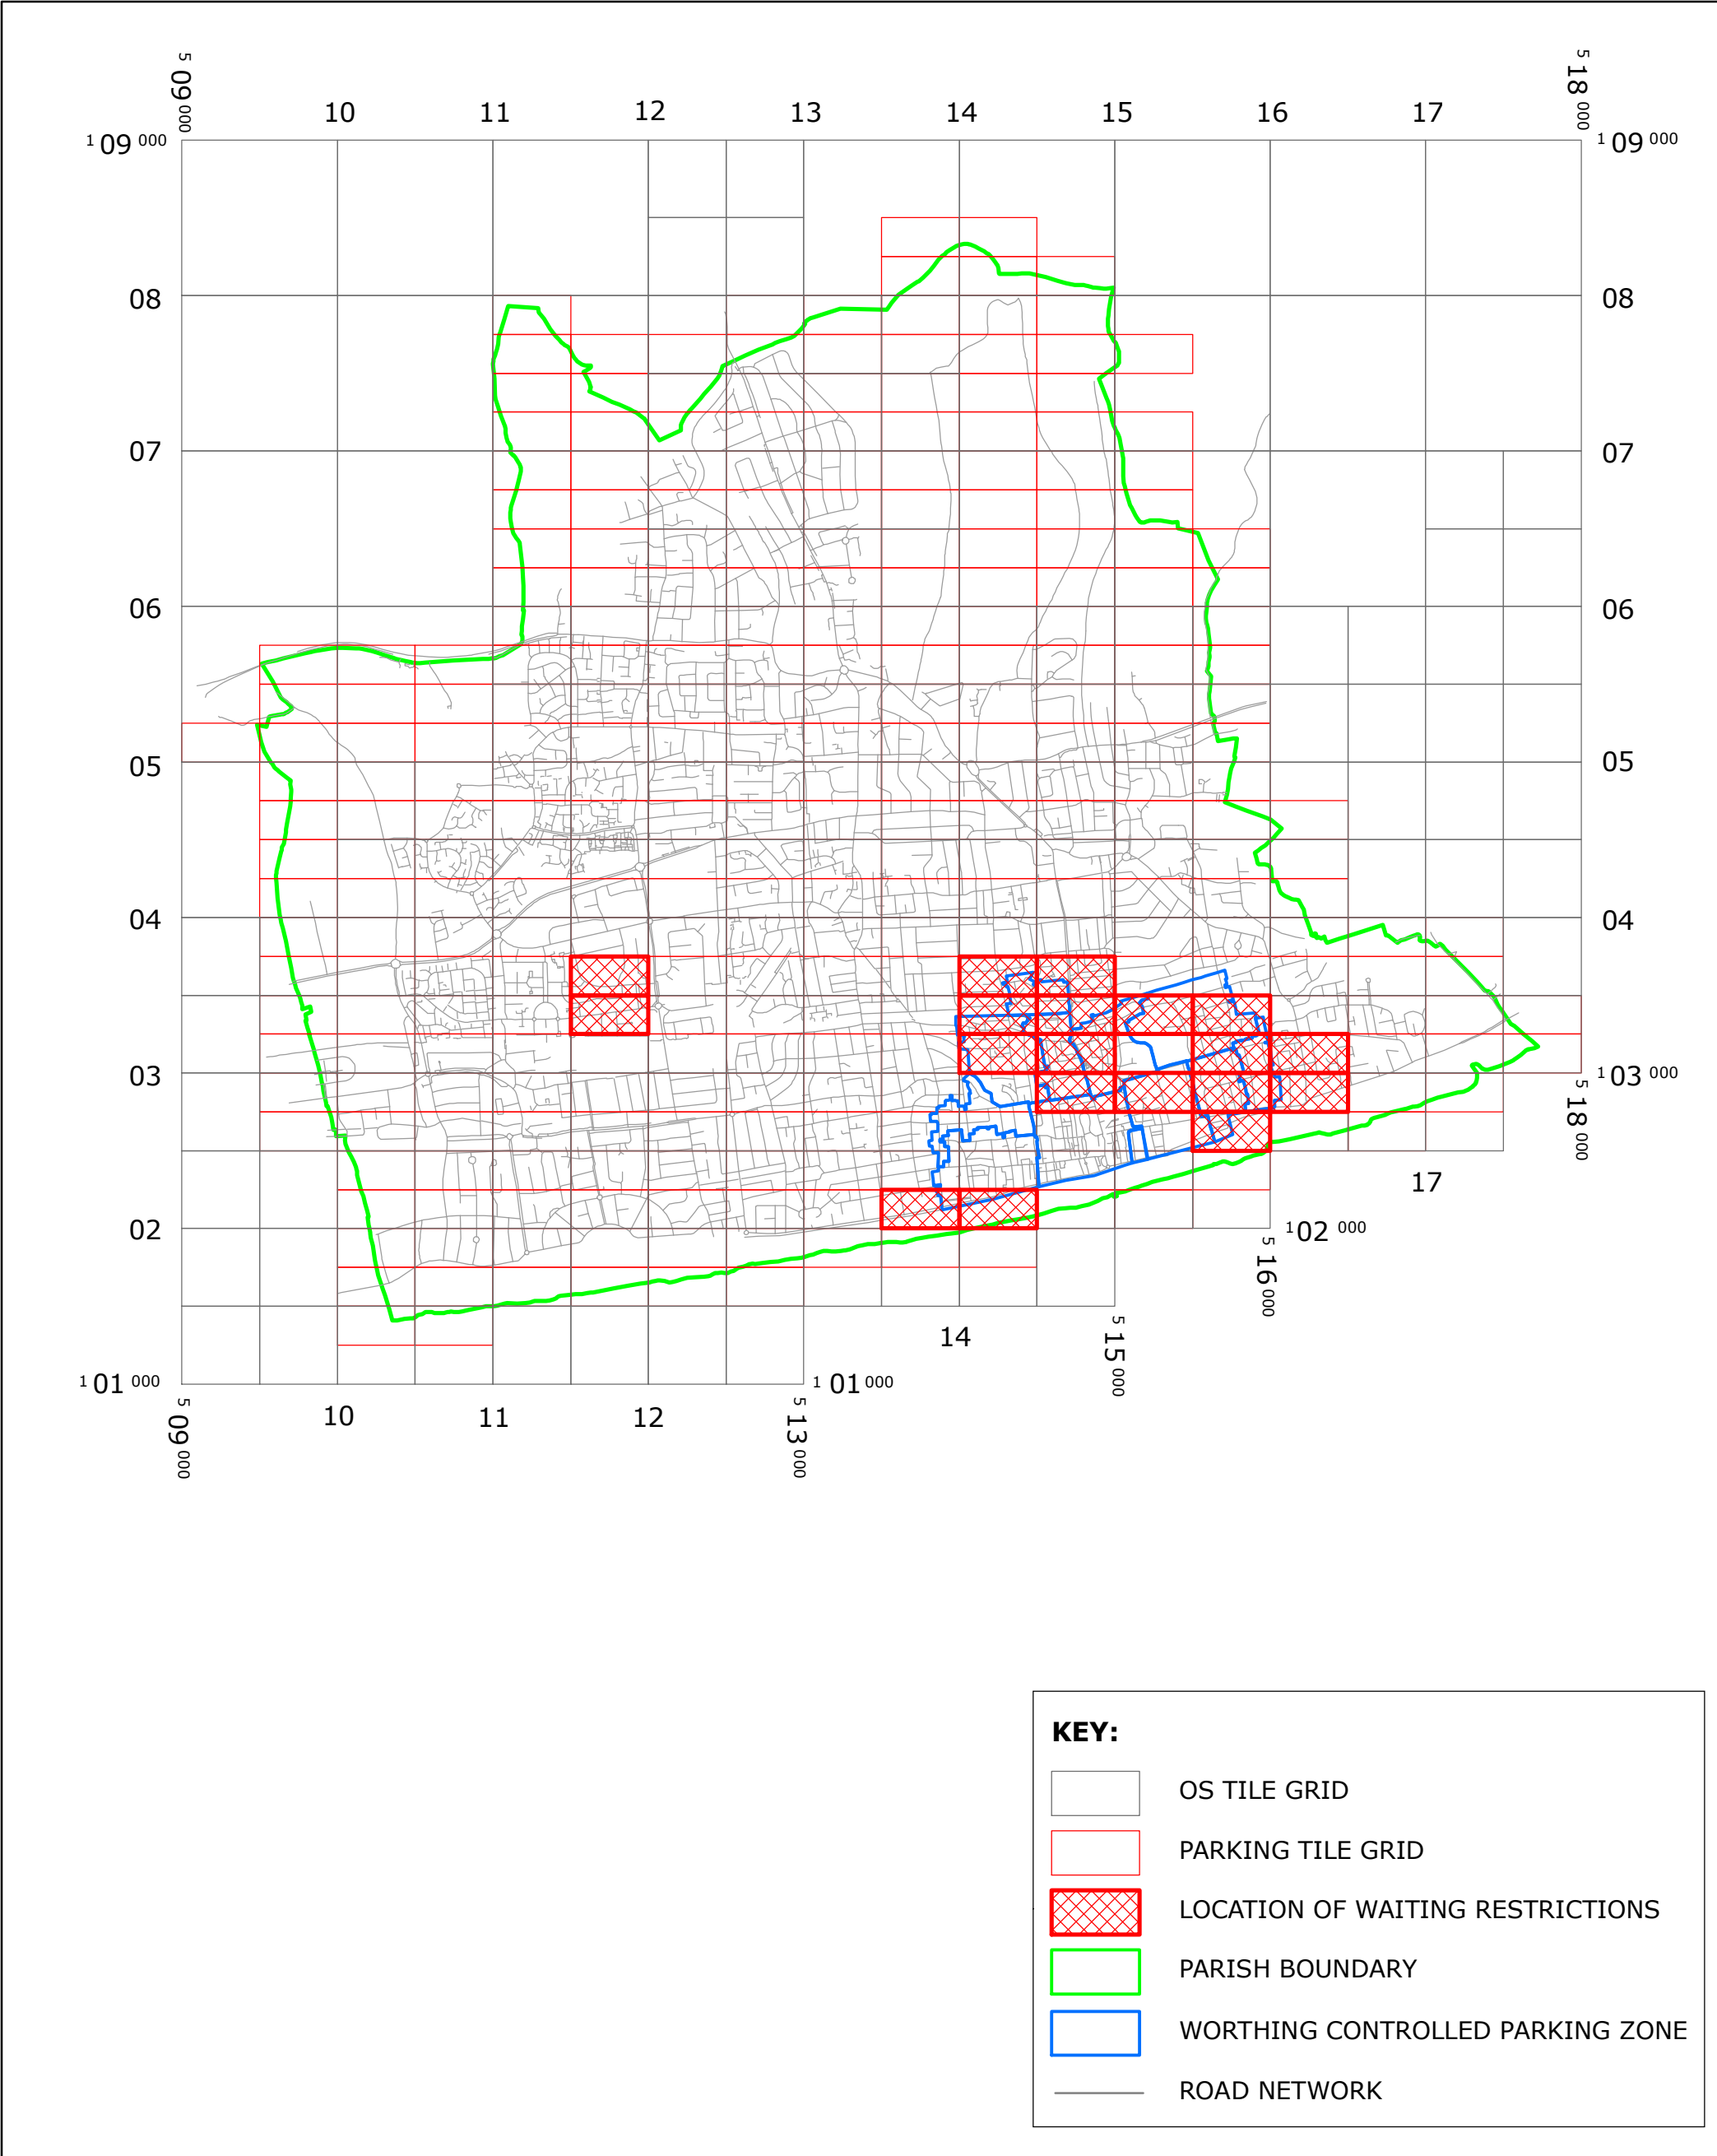 5 09 000
10 11 12 13 14 15 16 17
5 18 000
1 09 000
1 09 000
08
08
07
07
06
06
05
05
04
04
03
1 03 000
5 18 000
17
02
1 02 000
5 16 000
14
5 15 000
1 01 000
1 01 000
5 09 000
10 11 12
5 13 000
KEY:
OS TILE GRID
PARKING TILE GRID
LOCATION OF WAITING RESTRICTIONS
PARISH BOUNDARY
WORTHING CONTROLLED PARKING ZONE
ROAD NETWORK